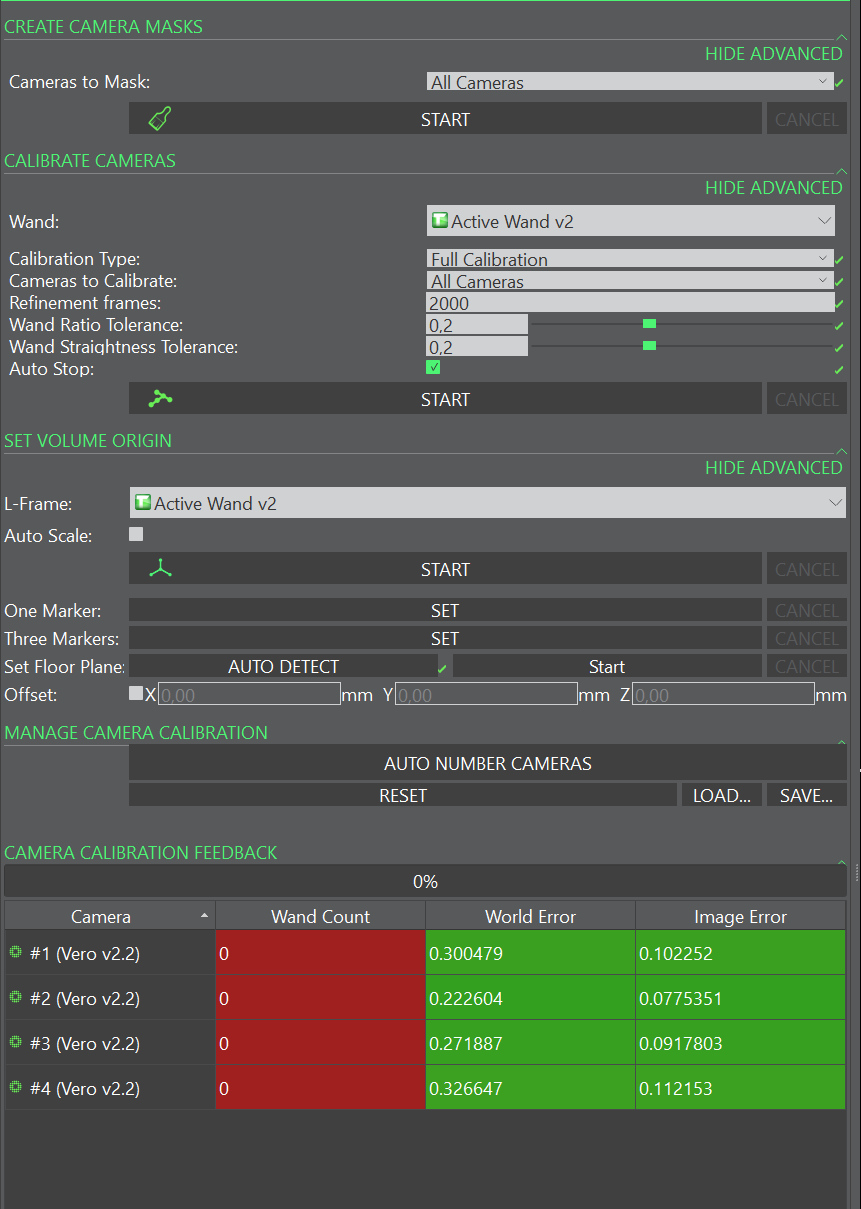 CREATE CAMERA MASKS
HIDE ADVANCED
Cameras to Mask: All Cameras
START CANCEL
CALIBRATE CAMERAS
HIDE ADVANCED
Wand: Active Wand v2
Calibration Type: Full Calibration
Cameras to Calibrate: All Cameras
Refinement frames: 2000
Wand Ratio Tolerance: 0,2
Wand Straightness Tolerance: 0,2
Auto Stop:
START CANCEL
SET VOLUME ORIGIN
HIDE ADVANCED
L-Frame: Active Wand v2
Auto Scale:
START CANCEL
One Marker: SET CANCEL
Three Markers: SET CANCEL
Set Floor Plane: AUTO DETECT Start CANCEL
Offset: X 0,00 mm Y 0,00 mm Z 0,00 mm
MANAGE CAMERA CALIBRATION
AUTO NUMBER CAMERAS
RESET LOAD... SAVE...
CAMERA CALIBRATION FEEDBACK
0%
Camera Wand Count World Error Image Error
#1 (Vero v2.2) 0 0.300479 0.102252
#2 (Vero v2.2) 0 0.222604 0.0775351
#3 (Vero v2.2) 0 0.271887 0.0917803
#4 (Vero v2.2) 0 0.326647 0.112153